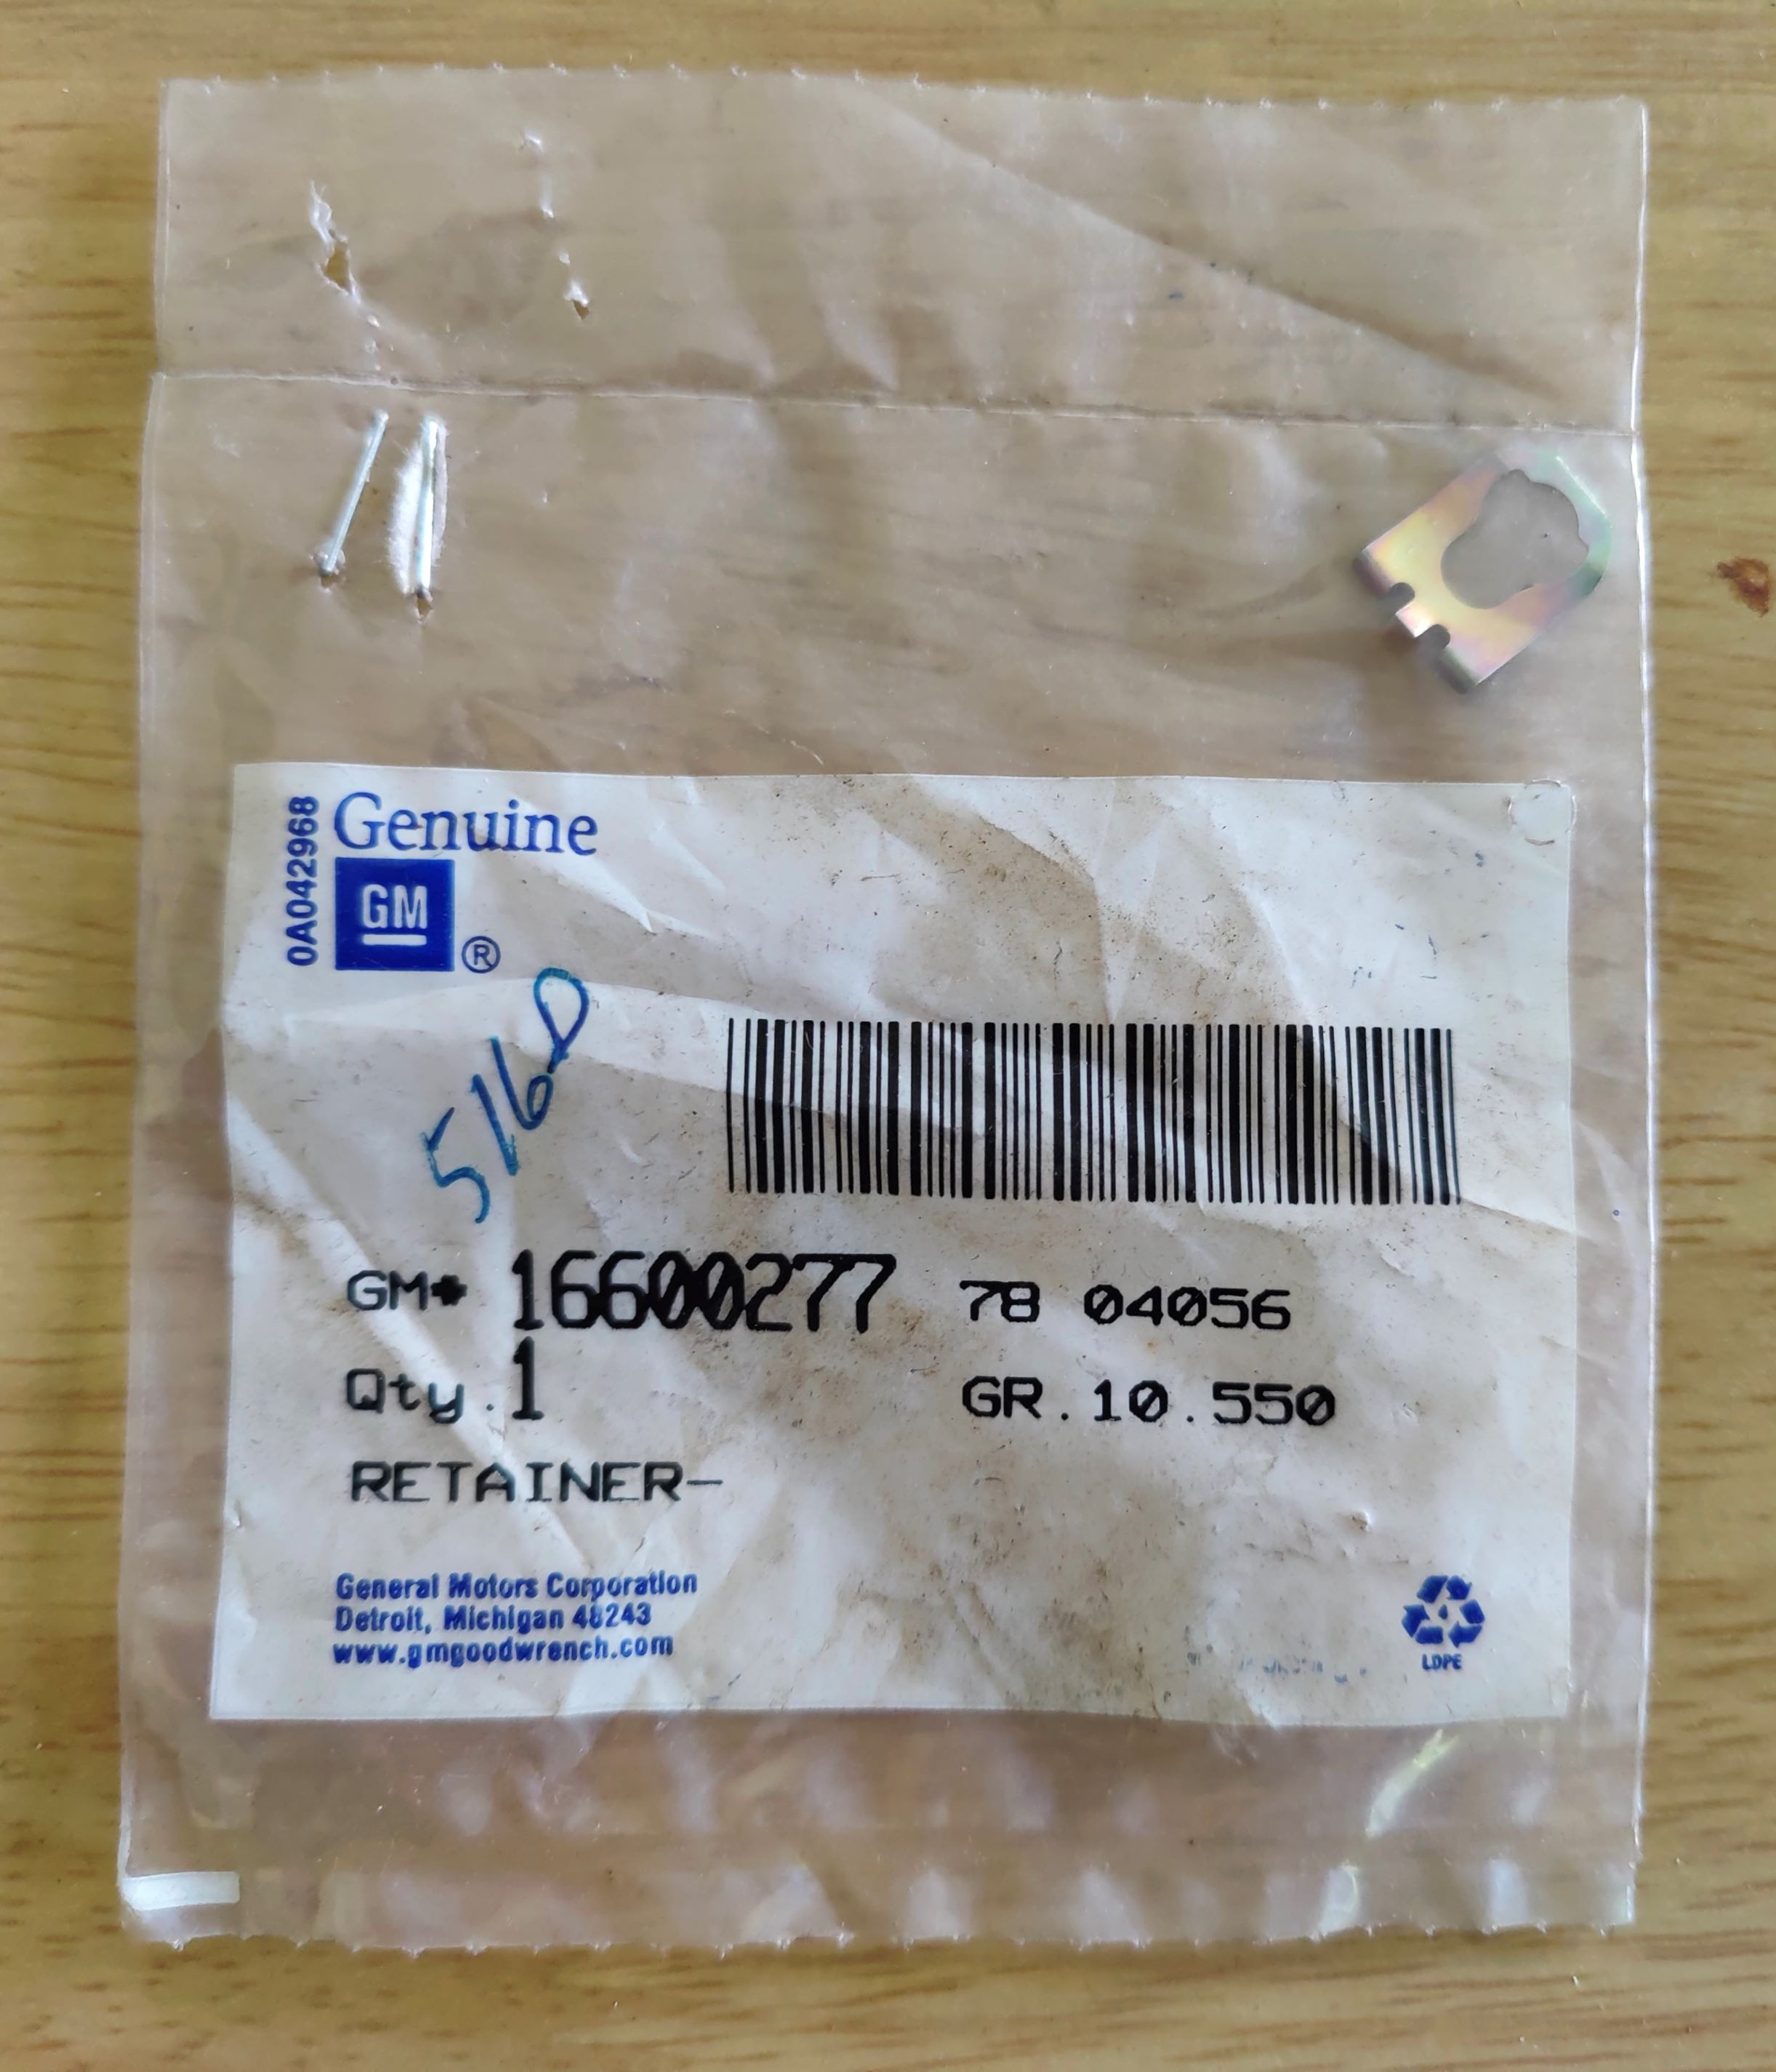 0A042968
Genuine
GM
®
516D
GM# 16600277 78 04056
Qty.1 GR.10.550
RETAINER-
General Motors Corporation
Detroit, Michigan 48243
www.gmgoodwrench.com
LDPE